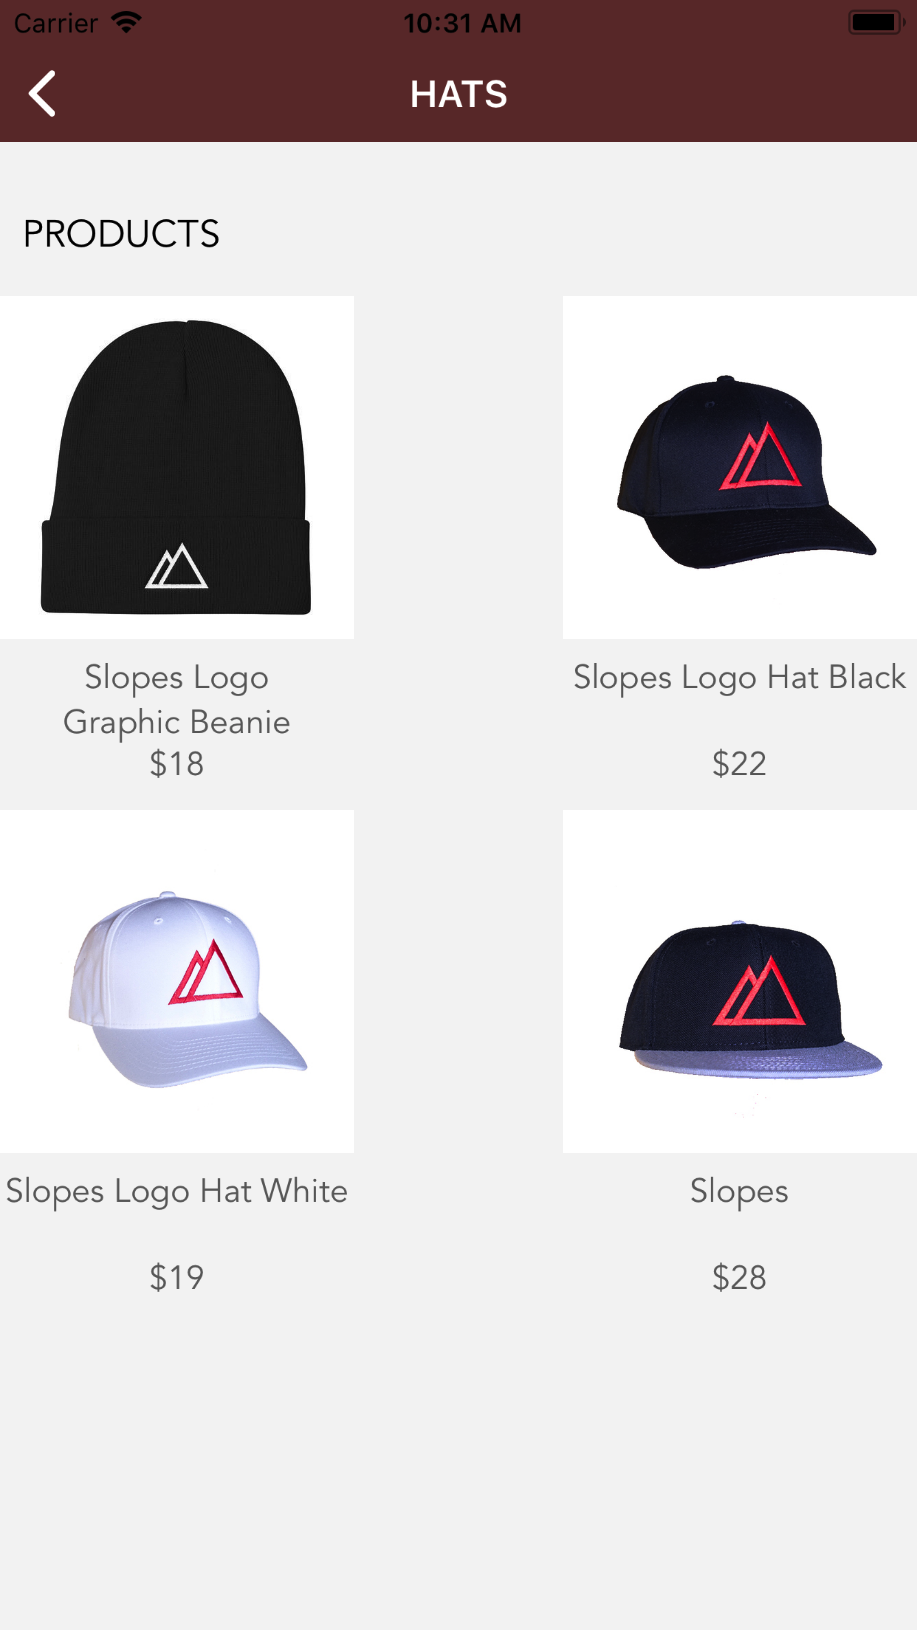 Carrier
10:31 AM
HATS
PRODUCTS
Slopes Logo
Graphic Beanie
$18
Slopes Logo Hat Black
$22
Slopes Logo Hat White
$19
Slopes
$28